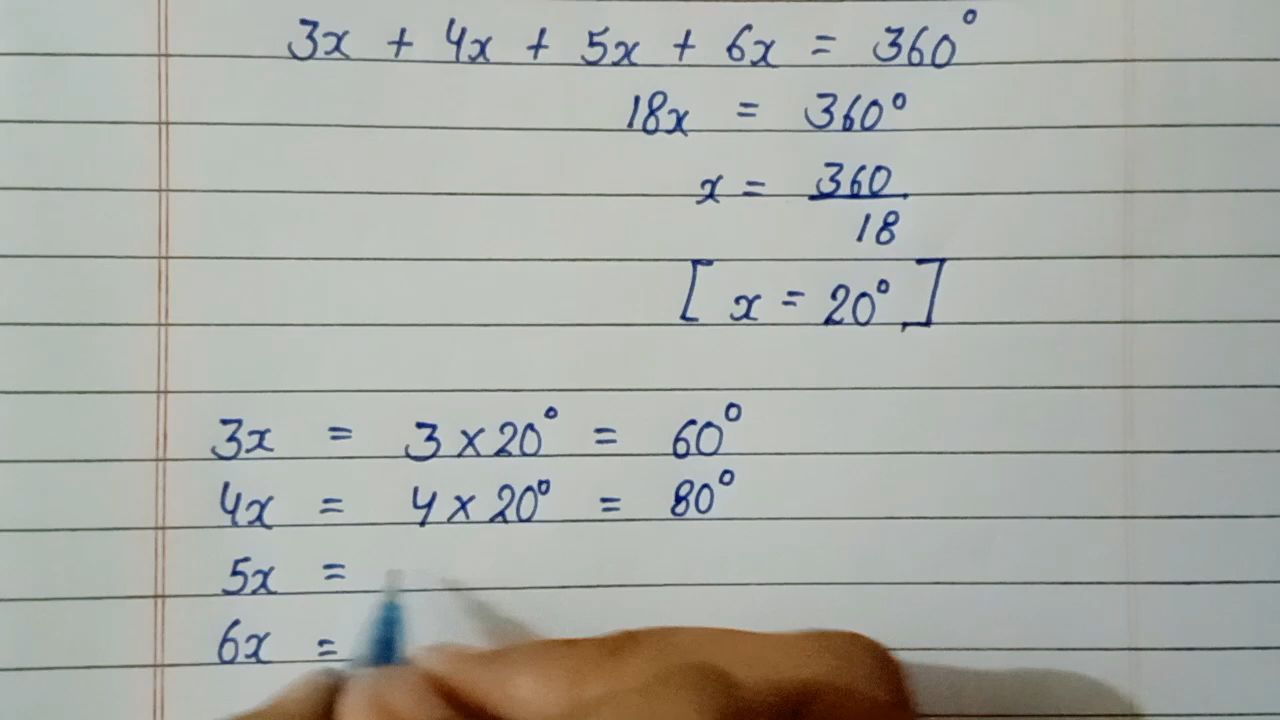 3x + 4x + 5x + 6x = 360°
18x = 360°
x = 360
18
[ x = 20° ]
3x = 3 × 20° = 60°
4x = 4 × 20° = 80°
5x =
6x =